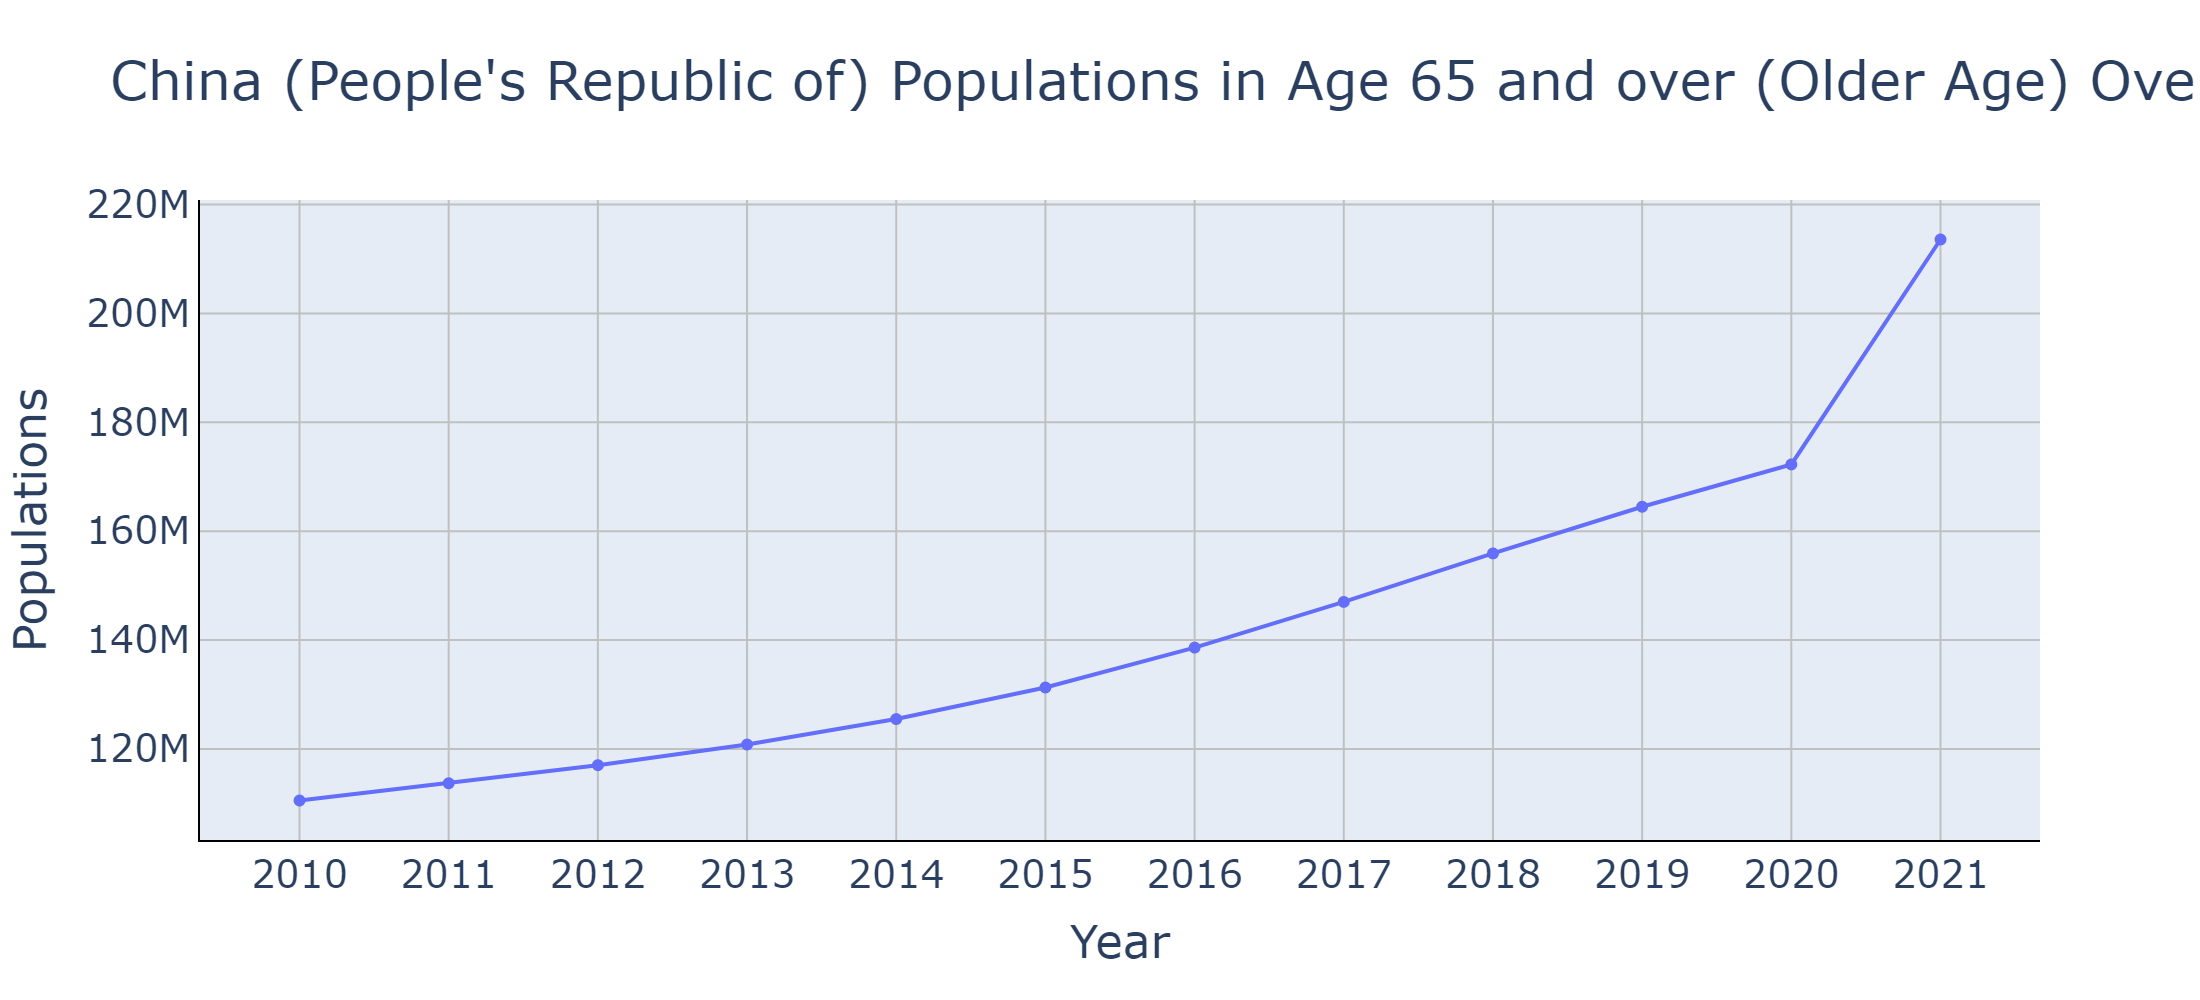 China (People's Republic of) Populations in Age 65 and over (Older Age) Ove
220M
200M
180M
160M
140M
120M
Populations
2010 2011 2012 2013 2014 2015 2016 2017 2018 2019 2020 2021
Year